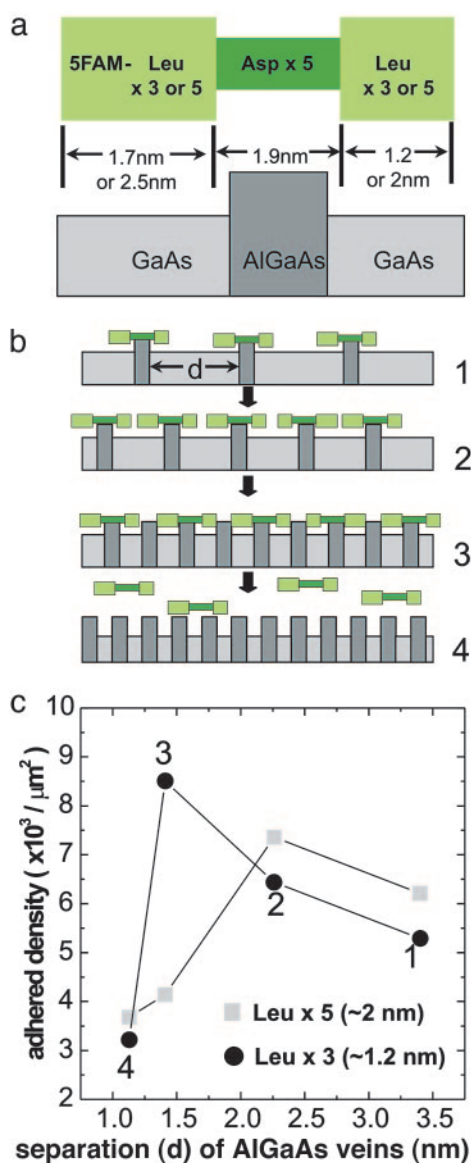 a
5FAM- Leu x 3 or 5
Asp x 5
Leu x 3 or 5
1.7nm or 2.5nm
1.9nm
1.2 or 2nm
GaAs
AlGaAs
GaAs
b
d
1
2
3
4
c
10
9
8
7
6
5
4
3
2
adhered density (x10³/ μm²)
3
2
1
4
Leu x 5 (~2 nm)
Leu x 3 (~1.2 nm)
1.0 1.5 2.0 2.5 3.0 3.5
separation (d) of AlGaAs veins (nm)